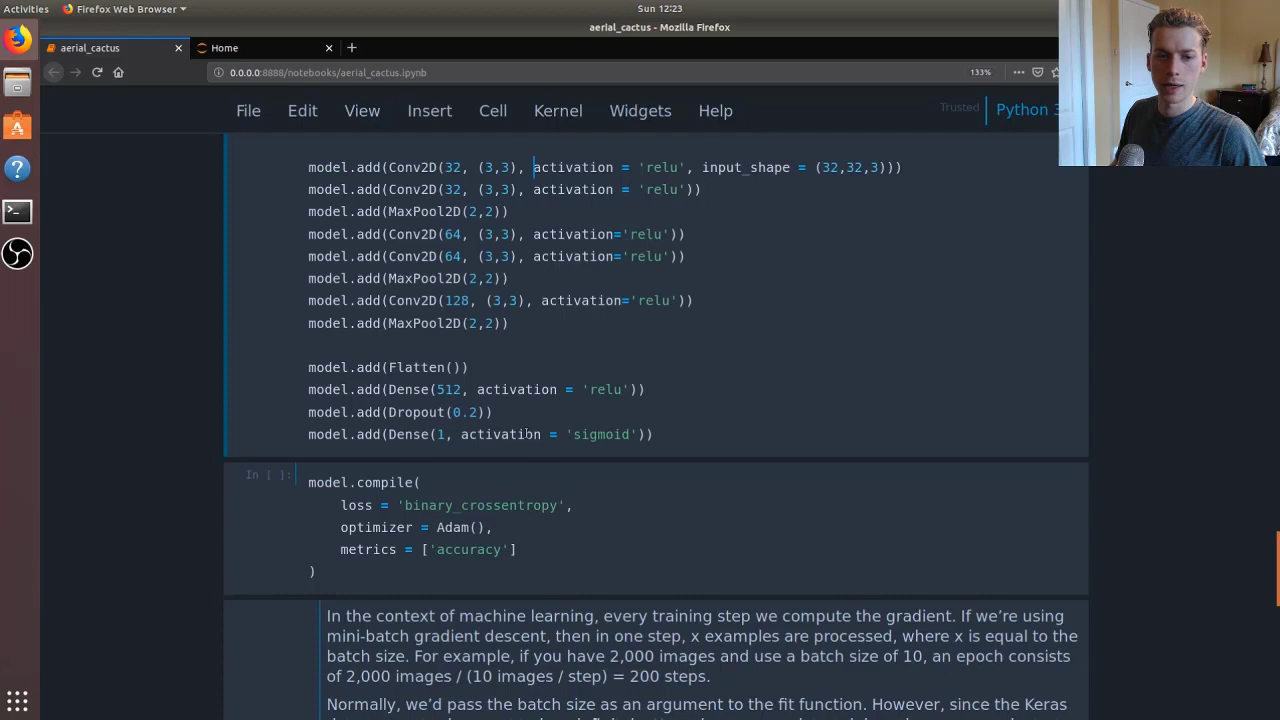 Activities
Firefox Web Browser
Sun 12:23
aerial_cactus - Mozilla Firefox
aerial_cactus
Home
0.0.0.0:8888/notebooks/aerial_cactus.ipynb
133%
File Edit View Insert Cell Kernel Widgets Help
Trusted
Python 3
model.add(Conv2D(32, (3,3), activation = 'relu', input_shape = (32,32,3)))
model.add(Conv2D(32, (3,3), activation = 'relu'))
model.add(MaxPool2D(2,2))
model.add(Conv2D(64, (3,3), activation='relu'))
model.add(Conv2D(64, (3,3), activation='relu'))
model.add(MaxPool2D(2,2))
model.add(Conv2D(128, (3,3), activation='relu'))
model.add(MaxPool2D(2,2))
model.add(Flatten())
model.add(Dense(512, activation = 'relu'))
model.add(Dropout(0.2))
model.add(Dense(1, activation = 'sigmoid'))
In [ ]:
model.compile(
loss = 'binary_crossentropy',
optimizer = Adam(),
metrics = ['accuracy']
)
In the context of machine learning, every training step we compute the gradient. If we're using
mini-batch gradient descent, then in one step, x examples are processed, where x is equal to the
batch size. For example, if you have 2,000 images and use a batch size of 10, an epoch consists
of 2,000 images / (10 images / step) = 200 steps.
Normally, we'd pass the batch size as an argument to the fit function. However, since the Keras